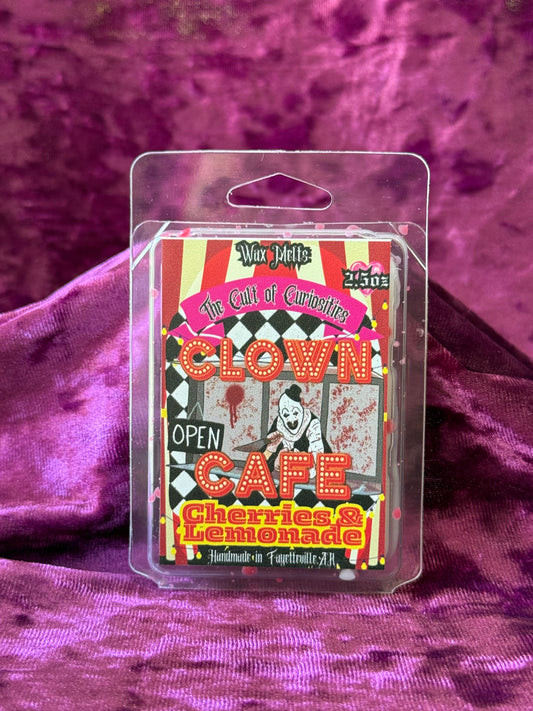 Wax Melts
2.5oz
The Cult of Curiosities
CLOWN
OPEN
CAFE
Cherries &
Lemonade
Handmade in Fayetteville, AR